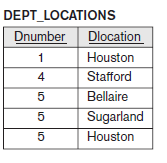 DEPT_LOCATIONS
Dnumber Dlocation
1 Houston
4 Stafford
5 Bellaire
5 Sugarland
5 Houston